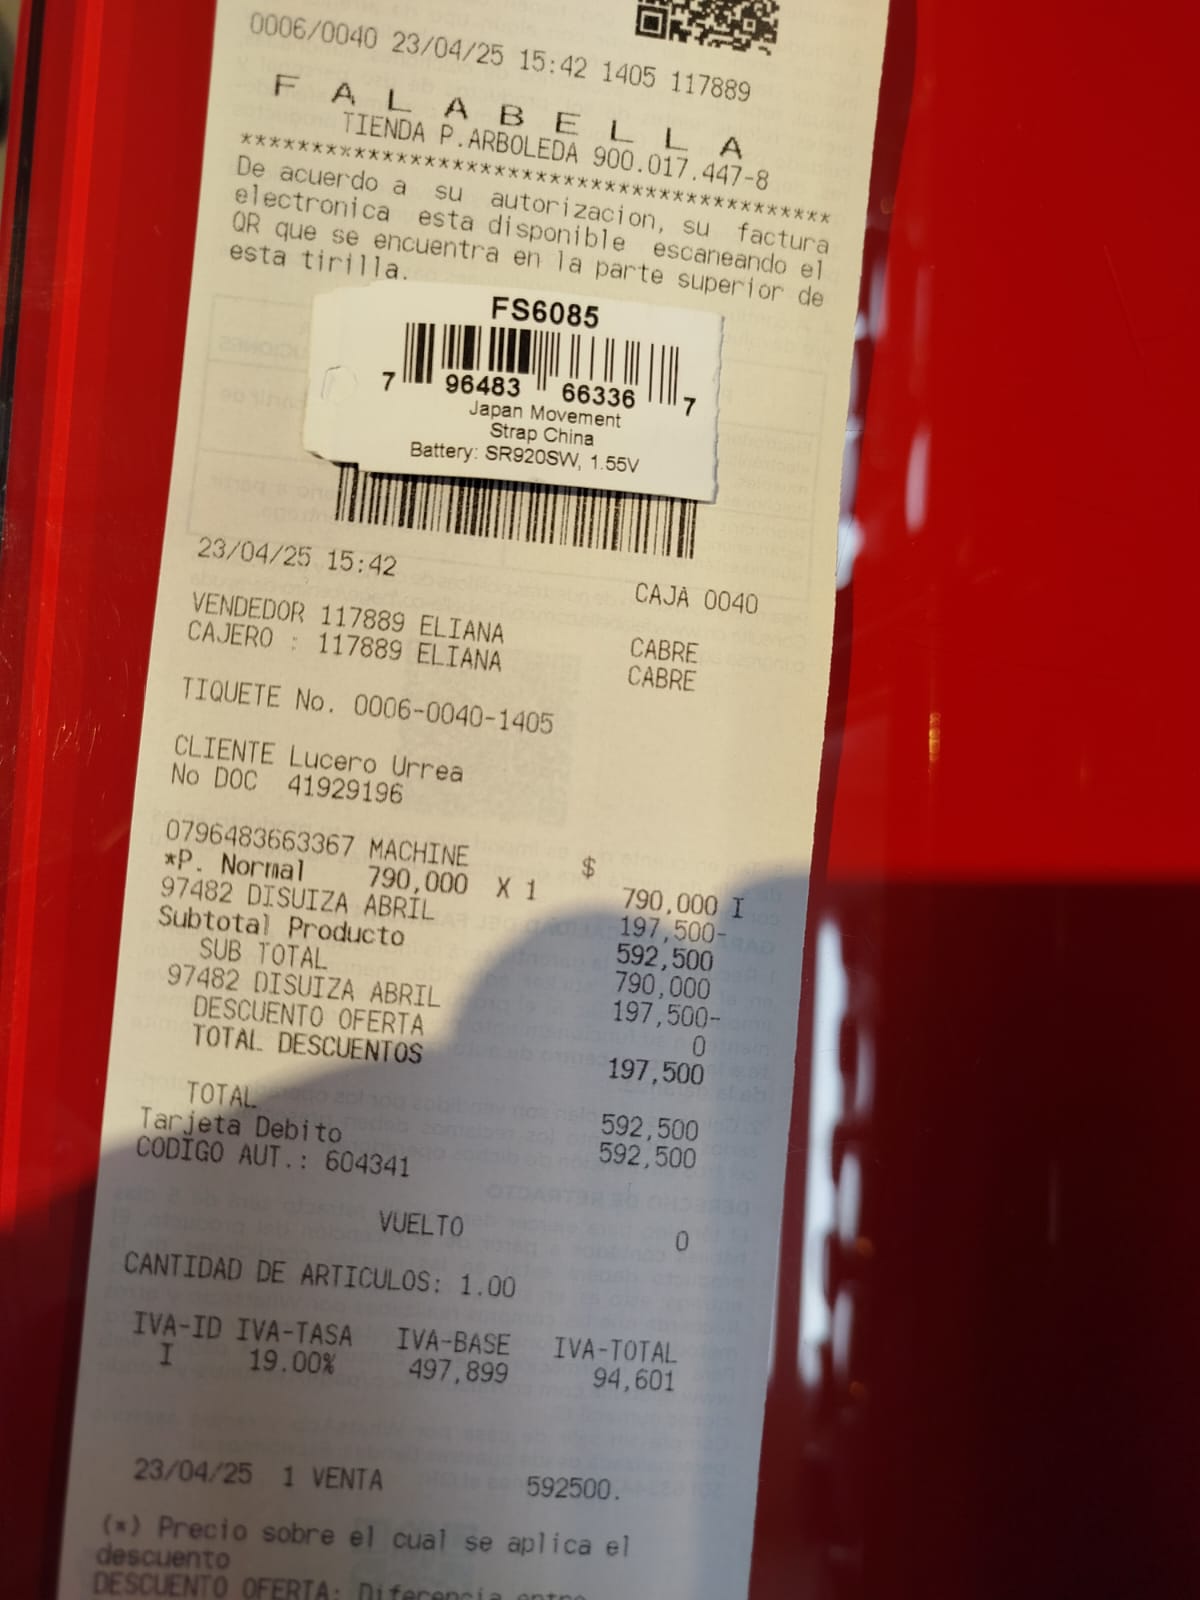 0006/0040 23/04/25 15:42 1405 117889
F A L A B E L L A
TIENDA P.ARBOLEDA 900.017.447-8
****************************************
De acuerdo a su autorizacion, su factura
electronica esta disponible escaneando el
QR que se encuentra en la parte superior de
esta tirilla.
FS6085
7 96483 66336 7
Japan Movement
Strap China
Battery: SR920SW, 1.55V
23/04/25 15:42 CAJA 0040
VENDEDOR 117889 ELIANA CABRE
CAJERO : 117889 ELIANA CABRE
TIQUETE No. 0006-0040-1405
CLIENTE Lucero Urrea
No DOC 41929196
0796483663367 MACHINE $
*P. Normal 790,000 X 1 790,000 I
97482 DISUIZA ABRIL 197,500-
Subtotal Producto 592,500
SUB TOTAL 790,000
97482 DISUIZA ABRIL 197,500-
DESCUENTO OFERTA 0
TOTAL DESCUENTOS 197,500
TOTAL 592,500
Tarjeta Debito 592,500
CODIGO AUT.: 604341
VUELTO 0
CANTIDAD DE ARTICULOS: 1.00
IVA-ID IVA-TASA IVA-BASE IVA-TOTAL
I 19.00% 497,899 94,601
23/04/25 1 VENTA 592500.
(*) Precio sobre el cual se aplica el
descuento
DESCUENTO OFERTA: Diferencia entre